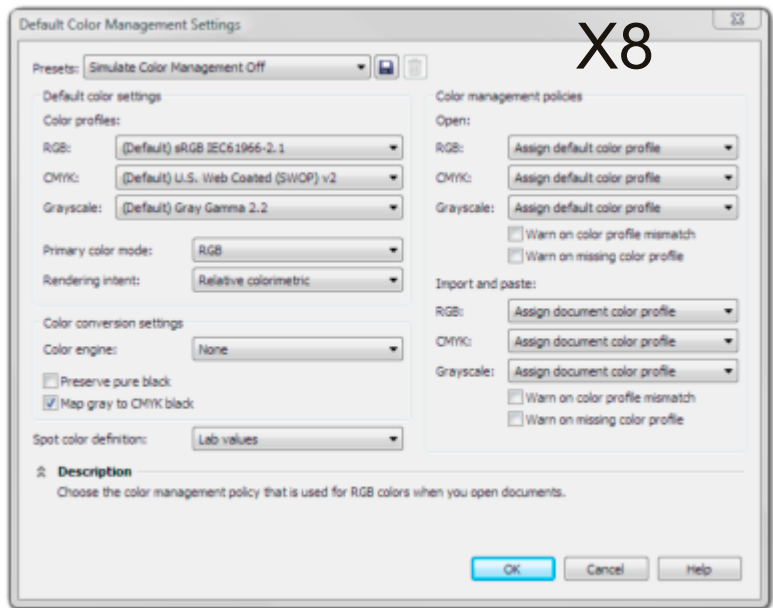 Default Color Management Settings
X8
Presets: Simulate Color Management Off
Default color settings
Color profiles:
RGB: (Default) sRGB IEC61966-2.1
CMYK: (Default) U.S. Web Coated (SWOP) v2
Grayscale: (Default) Gray Gamma 2.2
Primary color mode: RGB
Rendering intent: Relative colorimetric
Color conversion settings
Color engine: None
Preserve pure black
Map gray to CMYK black
Spot color definition: Lab values
Color management policies
Open:
RGB: Assign default color profile
CMYK: Assign default color profile
Grayscale: Assign default color profile
Warn on color profile mismatch
Warn on missing color profile
Import and paste:
RGB: Assign document color profile
CMYK: Assign document color profile
Grayscale: Assign document color profile
Warn on color profile mismatch
Warn on missing color profile
Description
Choose the color management policy that is used for RGB colors when you open documents.
OK Cancel Help